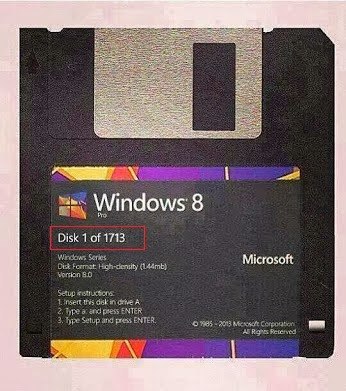 Windows 8
Pro
Disk 1 of 1713
Windows Series
Disk Format: High-density (1.44mb)
Version 8.0
Microsoft
Setup instructions:
1. Insert this disk in drive A
2. Type a: and press ENTER
3. Type Setup and press ENTER.
© 1985 - 2013 Microsoft Corporation
All Rights Reserved